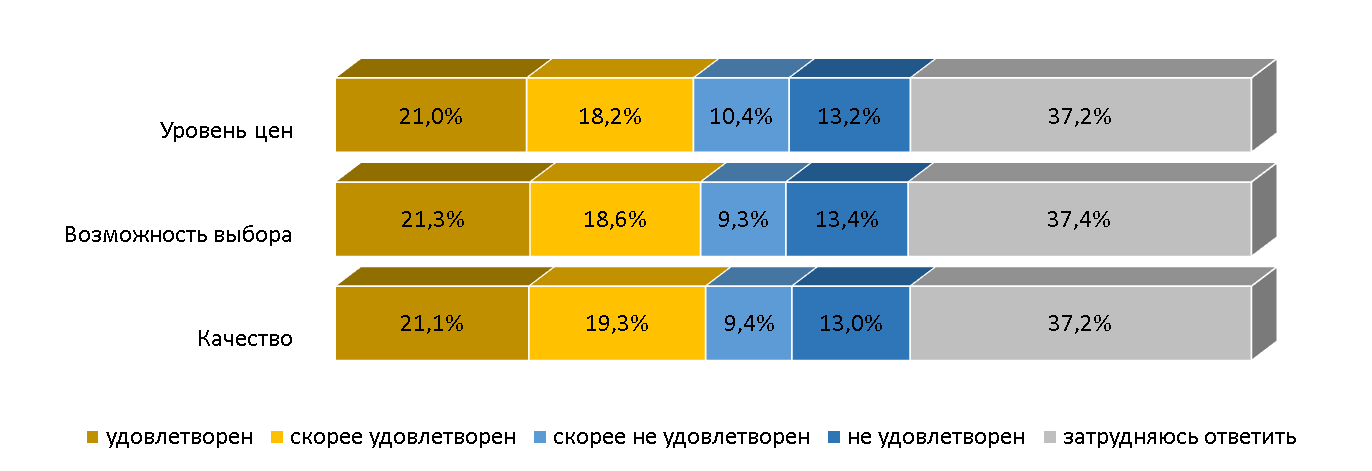 Уровень цен 21,0% 18,2% 10,4% 13,2% 37,2%
Возможность выбора 21,3% 18,6% 9,3% 13,4% 37,4%
Качество 21,1% 19,3% 9,4% 13,0% 37,2%
удовлетворен скорее удовлетворен скорее не удовлетворен не удовлетворен затрудняюсь ответить